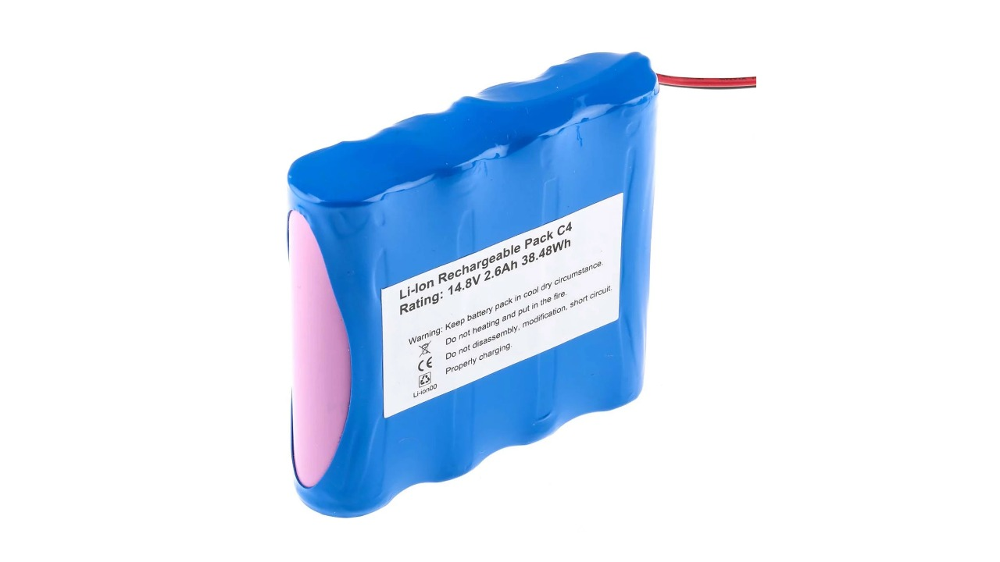 Li-Ion Rechargeable Pack C4
Rating: 14.8V 2.6Ah 38.48Wh
Warning: Keep battery pack in cool dry circumstance.
Do not heating and put in the fire.
Do not disassembly, modification, short circuit.
Properly charging.
CE
Li-ion00